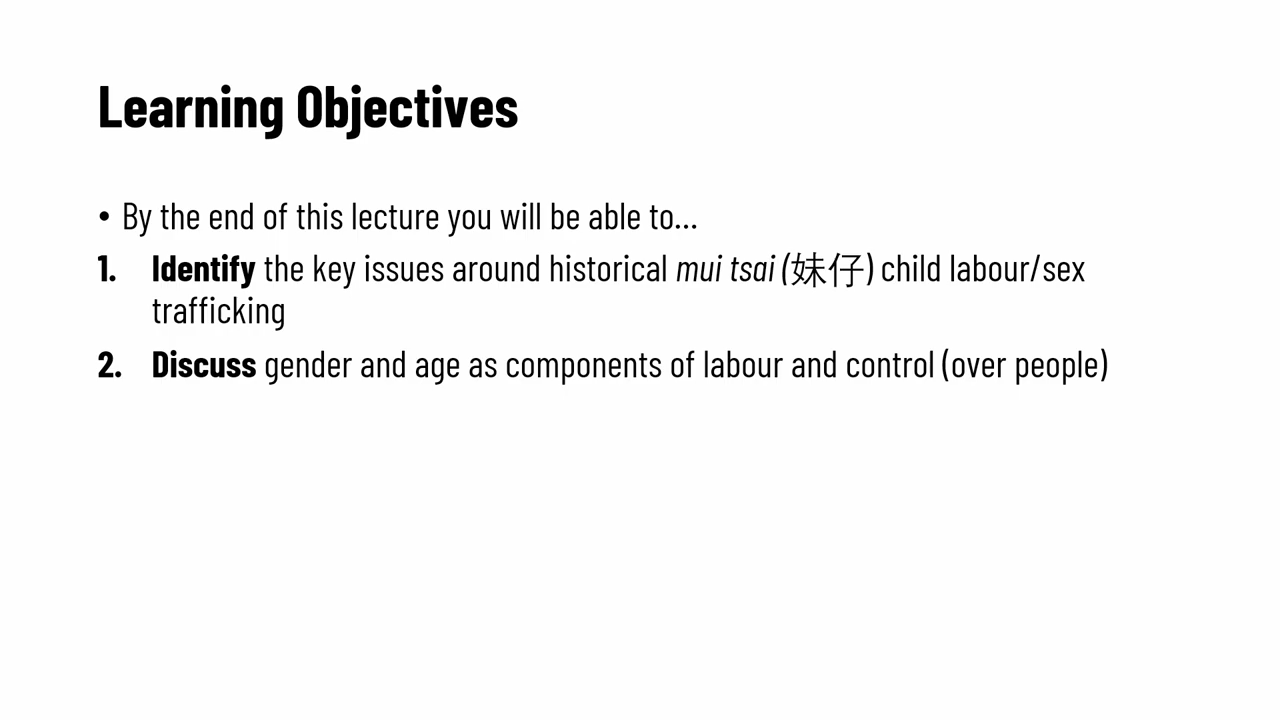 Learning Objectives
• By the end of this lecture you will be able to...
1. Identify the key issues around historical mui tsai (妹仔) child labour/sex
trafficking
2. Discuss gender and age as components of labour and control (over people)